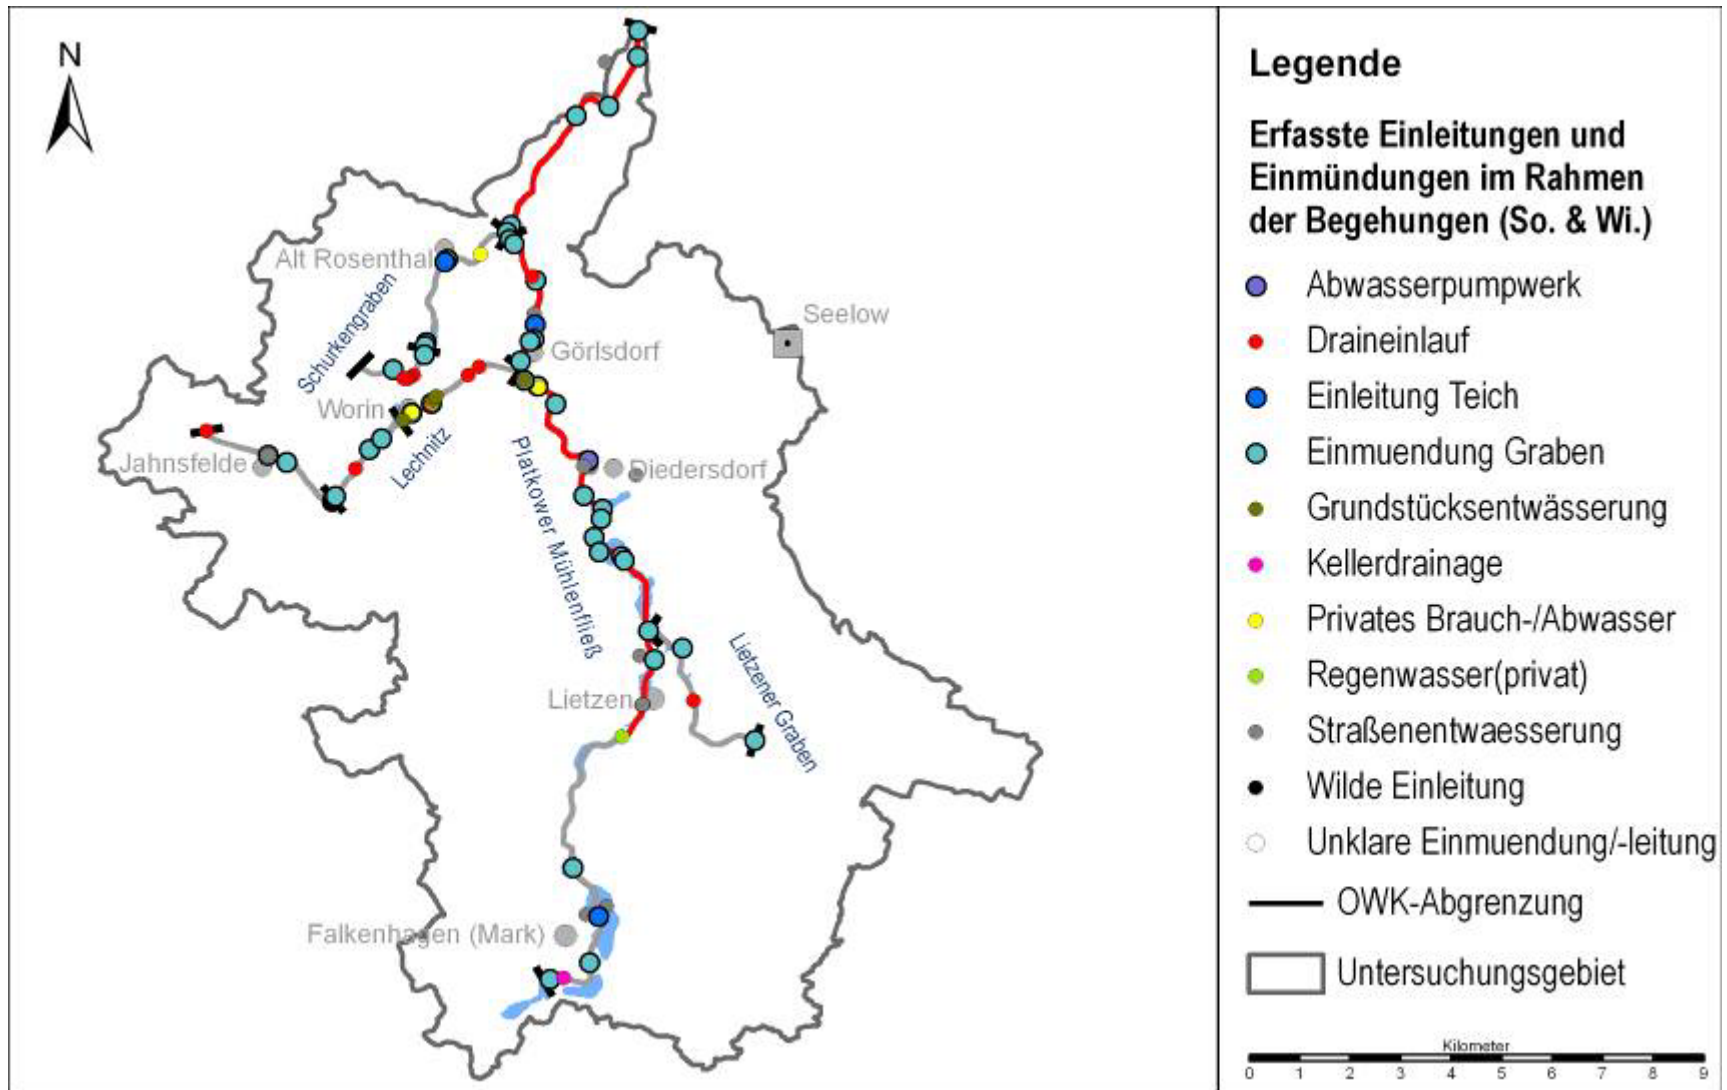 N
Alt Rosenthal
Schurkengraben
Seelow
Görlsdorf
Worin
Lechnitz
Jahnsfelde
Platkower Mühlenfließ
Diedersdorf
Lietzen
Lietzener Graben
Falkenhagen (Mark)
Legende
Erfasste Einleitungen und
Einmündungen im Rahmen
der Begehungen (So. & Wi.)
Abwasserpumpwerk
Draineinlauf
Einleitung Teich
Einmuendung Graben
Grundstücksentwässerung
Kellerdrainage
Privates Brauch-/Abwasser
Regenwasser(privat)
Straßenentwaesserung
Wilde Einleitung
Unklare Einmuendung/-leitung
OWK-Abgrenzung
Untersuchungsgebiet
Kilometer
0 1 2 3 4 5 6 7 8 9